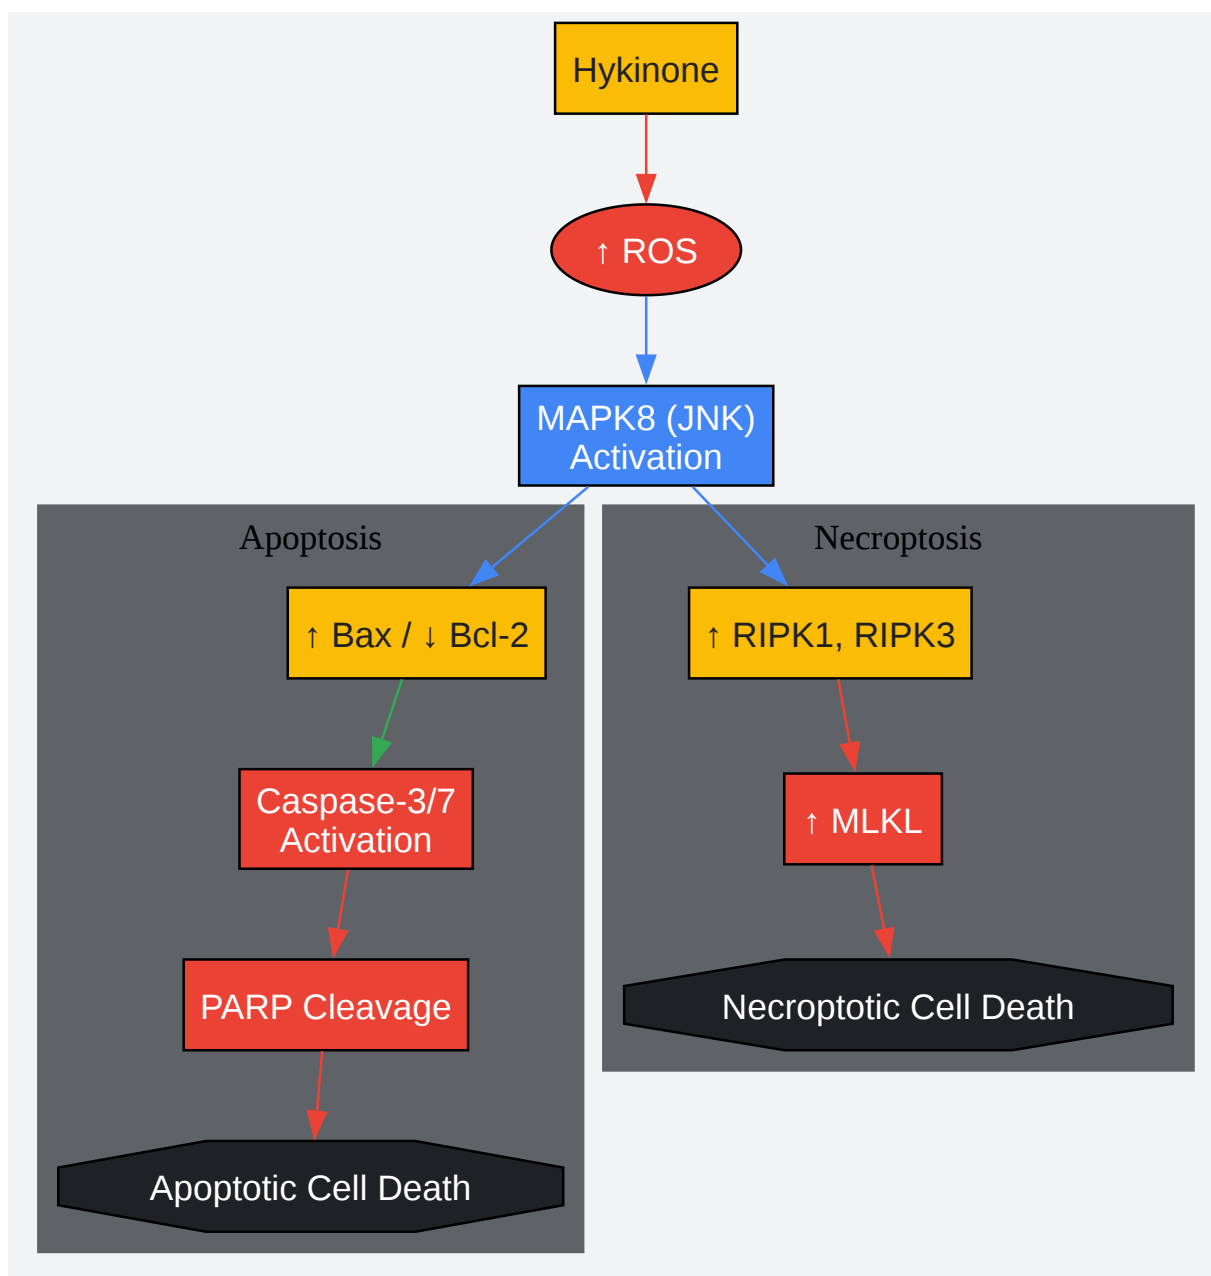 Hykinone
↑ ROS
MAPK8 (JNK)
Activation
Apoptosis
↑ Bax / ↓ Bcl-2
Caspase-3/7
Activation
PARP Cleavage
Apoptotic Cell Death
Necroptosis
↑ RIPK1, RIPK3
↑ MLKL
Necroptotic Cell Death